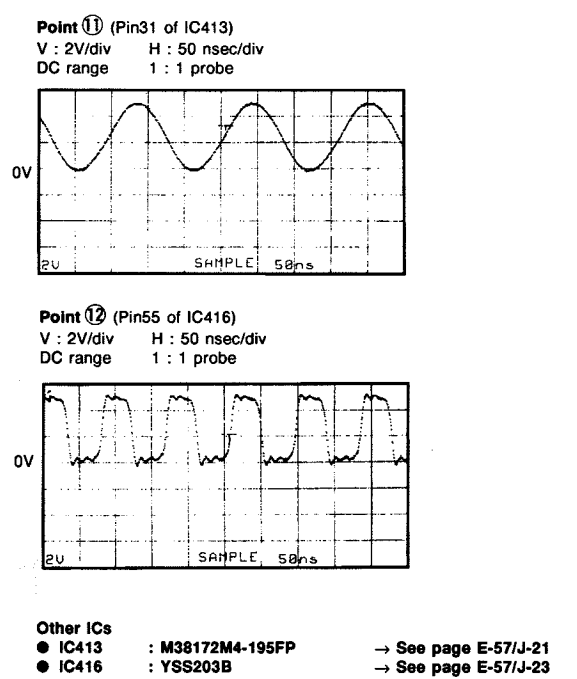 Point ⑪ (Pin31 of IC413)
V : 2V/div H : 50 nsec/div
DC range 1 : 1 probe
0V
2V SAMPLE 50ns
Point ⑫ (Pin55 of IC416)
V : 2V/div H : 50 nsec/div
DC range 1 : 1 probe
0V
2V SAMPLE 50ns
Other ICs
● IC413 : M38172M4-195FP → See page E-57/J-21
● IC416 : YSS203B → See page E-57/J-23